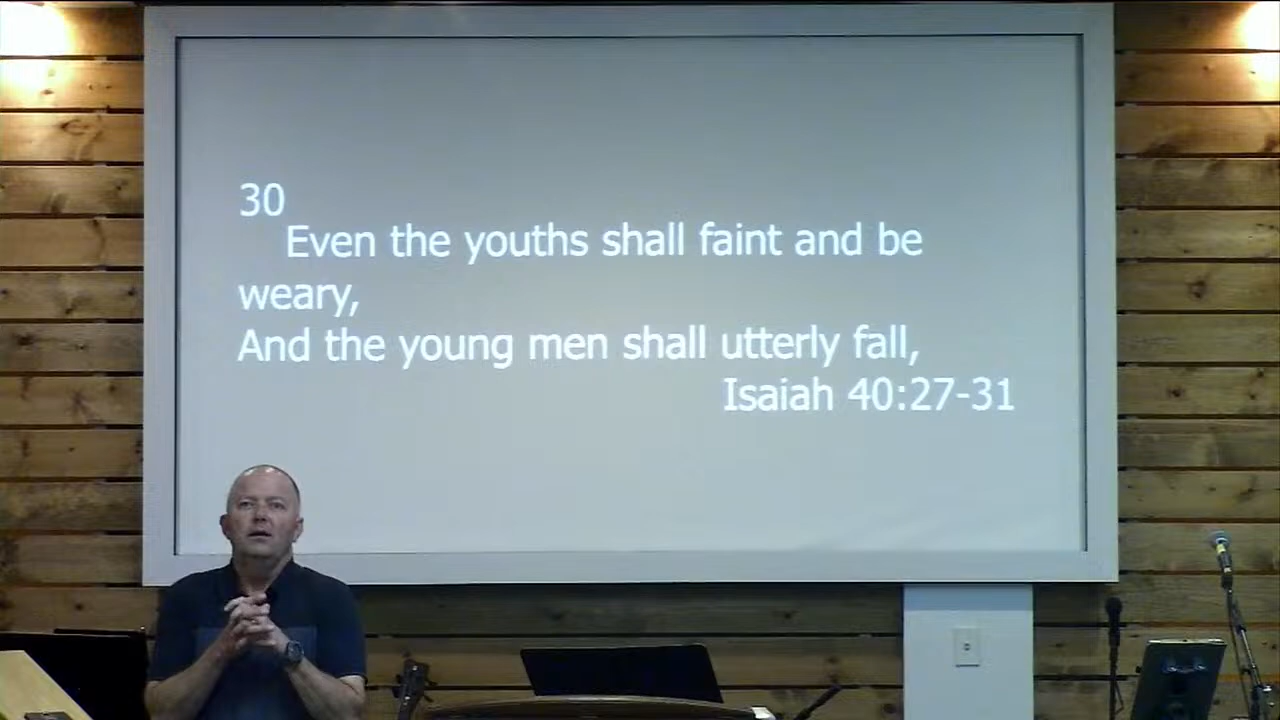 30
Even the youths shall faint and be
weary,
And the young men shall utterly fall,
Isaiah 40:27-31